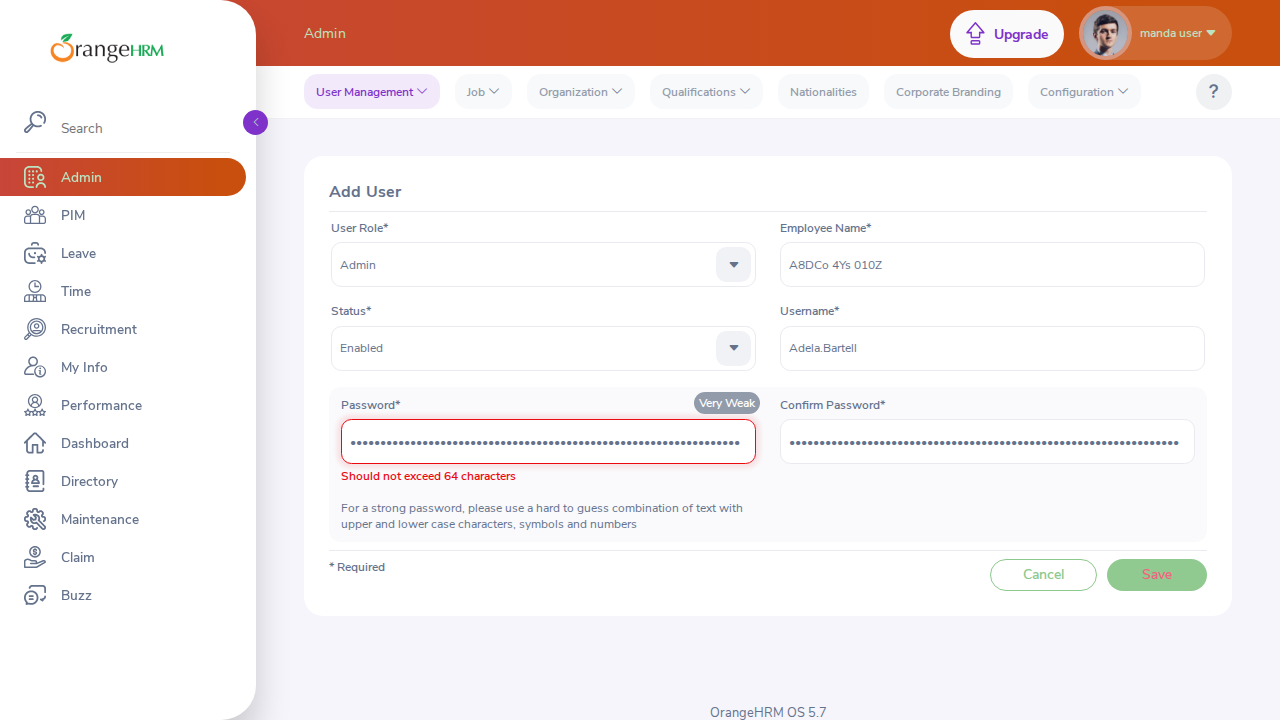 OrangeHRM
Search
Admin
PIM
Leave
Time
Recruitment
My Info
Performance
Dashboard
Directory
Maintenance
Claim
Buzz
Admin
Upgrade
manda user
User Management
Job
Organization
Qualifications
Nationalities
Corporate Branding
Configuration
?
Add User
User Role*
Employee Name*
Admin
A8DCo 4Ys 010Z
Status*
Username*
Enabled
Adela.Bartell
Password*
Very Weak
Confirm Password*
Should not exceed 64 characters
For a strong password, please use a hard to guess combination of text with
upper and lower case characters, symbols and numbers
* Required
Cancel
Save
OrangeHRM OS 5.7